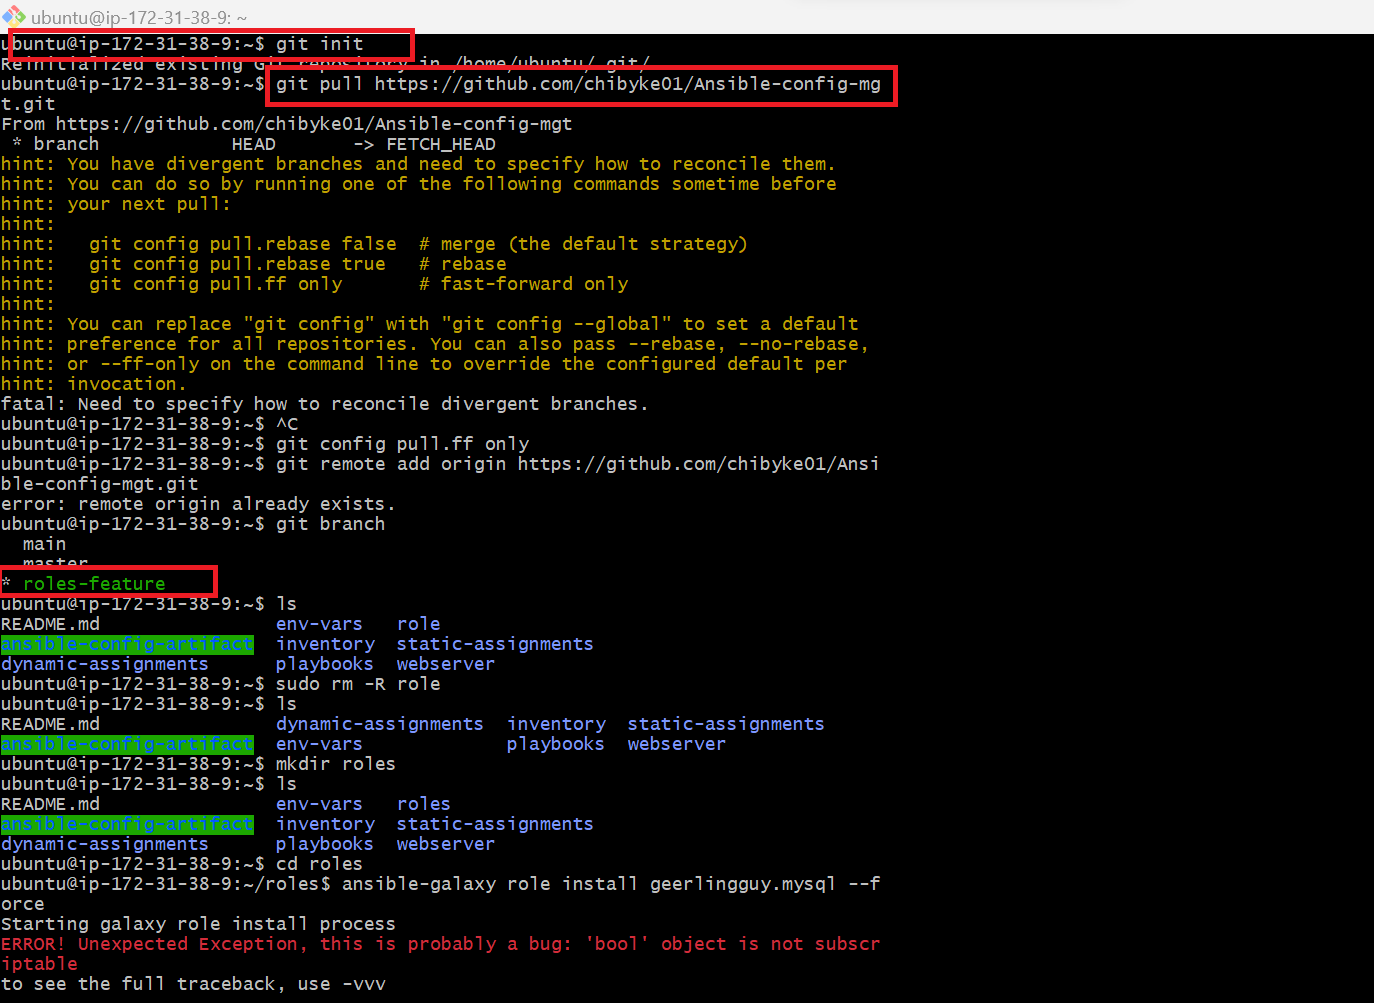 ubuntu@ip-172-31-38-9: ~
ubuntu@ip-172-31-38-9:~$ git init
Reinitialized existing Git repository in /home/ubuntu/.git/
ubuntu@ip-172-31-38-9:~$ git pull https://github.com/chibyke01/Ansible-config-mg
t.git
From https://github.com/chibyke01/Ansible-config-mgt
 * branch            HEAD       -> FETCH_HEAD
hint: You have divergent branches and need to specify how to reconcile them.
hint: You can do so by running one of the following commands sometime before
hint: your next pull:
hint:
hint:   git config pull.rebase false  # merge (the default strategy)
hint:   git config pull.rebase true   # rebase
hint:   git config pull.ff only       # fast-forward only
hint:
hint: You can replace "git config" with "git config --global" to set a default
hint: preference for all repositories. You can also pass --rebase, --no-rebase,
hint: or --ff-only on the command line to override the configured default per
hint: invocation.
fatal: Need to specify how to reconcile divergent branches.
ubuntu@ip-172-31-38-9:~$ ^C
ubuntu@ip-172-31-38-9:~$ git config pull.ff only
ubuntu@ip-172-31-38-9:~$ git remote add origin https://github.com/chibyke01/Ansi
ble-config-mgt.git
error: remote origin already exists.
ubuntu@ip-172-31-38-9:~$ git branch
  main
  master
* roles-feature
ubuntu@ip-172-31-38-9:~$ ls
README.md                env-vars   role
ansible-config-artifact  inventory  static-assignments
dynamic-assignments      playbooks  webserver
ubuntu@ip-172-31-38-9:~$ sudo rm -R role
ubuntu@ip-172-31-38-9:~$ ls
README.md                dynamic-assignments  inventory  static-assignments
ansible-config-artifact  env-vars             playbooks  webserver
ubuntu@ip-172-31-38-9:~$ mkdir roles
ubuntu@ip-172-31-38-9:~$ ls
README.md                env-vars   roles
ansible-config-artifact  inventory  static-assignments
dynamic-assignments      playbooks  webserver
ubuntu@ip-172-31-38-9:~$ cd roles
ubuntu@ip-172-31-38-9:~/roles$ ansible-galaxy role install geerlingguy.mysql --f
orce
Starting galaxy role install process
ERROR! Unexpected Exception, this is probably a bug: 'bool' object is not subscr
iptable
to see the full traceback, use -vvv